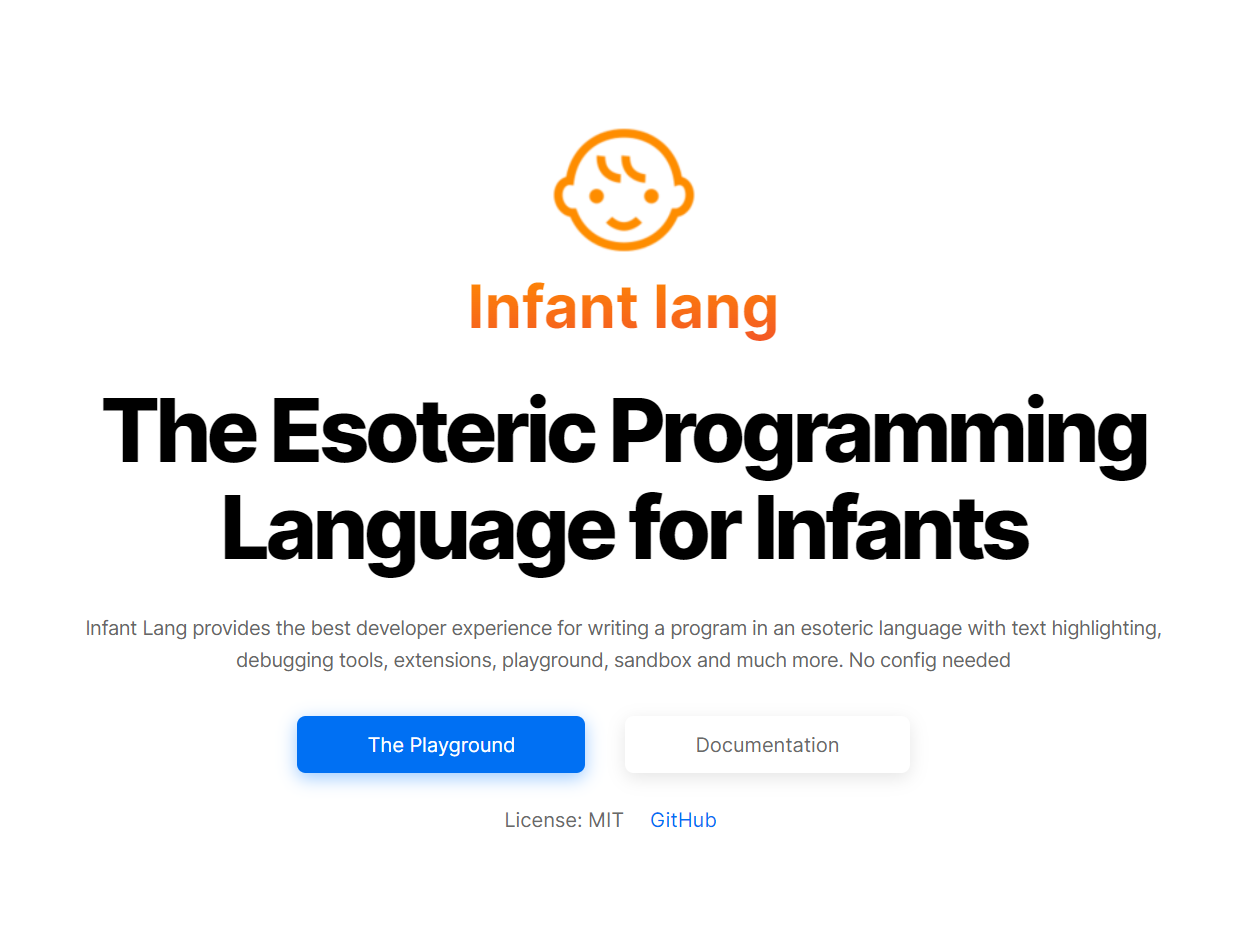 Infant lang
The Esoteric Programming
Language for Infants
Infant Lang provides the best developer experience for writing a program in an esoteric language with text highlighting,
debugging tools, extensions, playground, sandbox and much more. No config needed
The Playground
Documentation
License: MIT GitHub